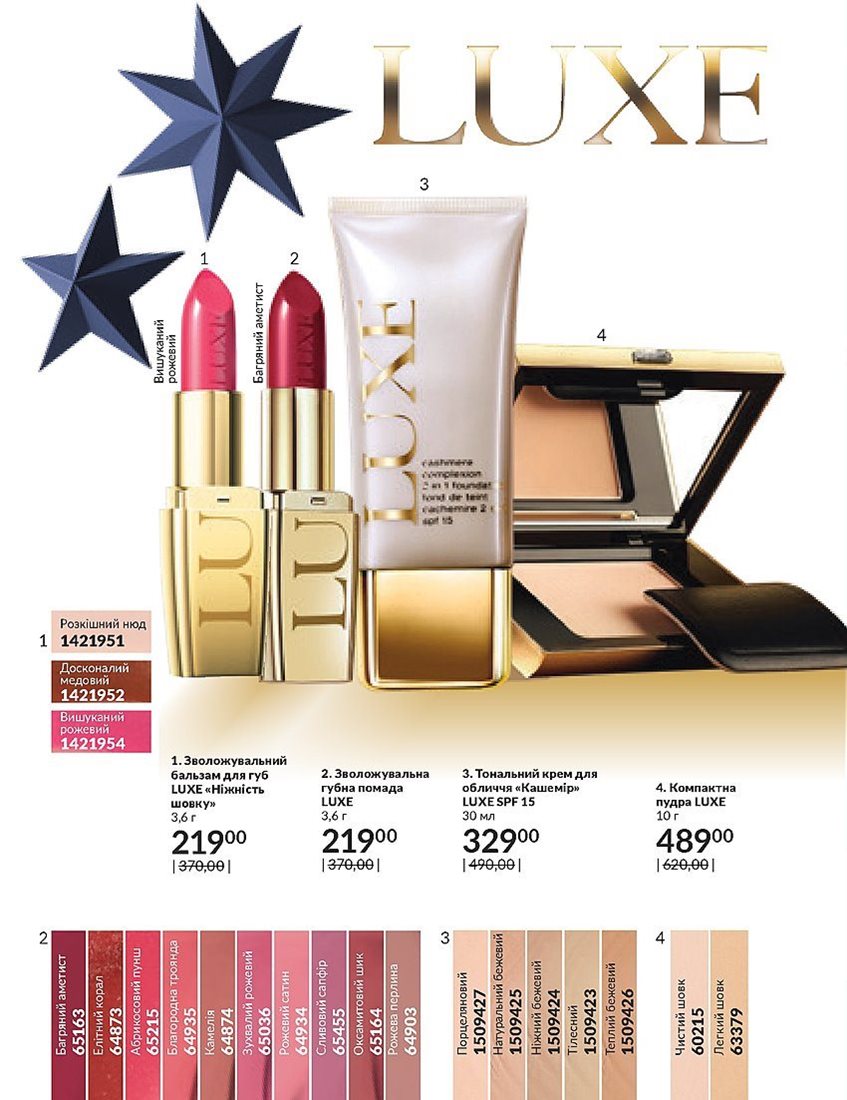 LUXE
3
1
2
4
Вишуканий
рожевий
Багряний аметист
LUXE
LUXE
LUXE
cashmere
complexion
2 in 1 foundat
fond de teint
cachemire 2
spf 15
LU
LU
1
Розкішний нюд
1421951
Досконалий
медовий
1421952
Вишуканий
рожевий
1421954
1. Зволожувальний
бальзам для губ
LUXE «Ніжність
шовку»
3,6 г
21900
|370,00|
2. Зволожувальна
губна помада
LUXE
3,6 г
21900
|370,00|
3. Тональний крем для
обличчя «Кашемір»
LUXE SPF 15
30 мл
32900
|490,00|
4. Компактна
пудра LUXE
10 г
48900
|620,00|
2
Багряний аметист
65163
Елітний корал
64873
Абрикосовий пунш
65215
Благородна троянда
64935
Камелія
64874
Зухвалий рожевий
65036
Рожевий сатин
64934
Сливовий сапфір
65455
Оксамитовий шик
65164
Рожева перлина
64903
3
Порцеляновий
1509427
Натуральний бежевий
1509425
Ніжний бежевий
1509424
Тілесний
1509423
Теплий бежевий
1509426
4
Чистий шовк
60215
Легкий шовк
63379